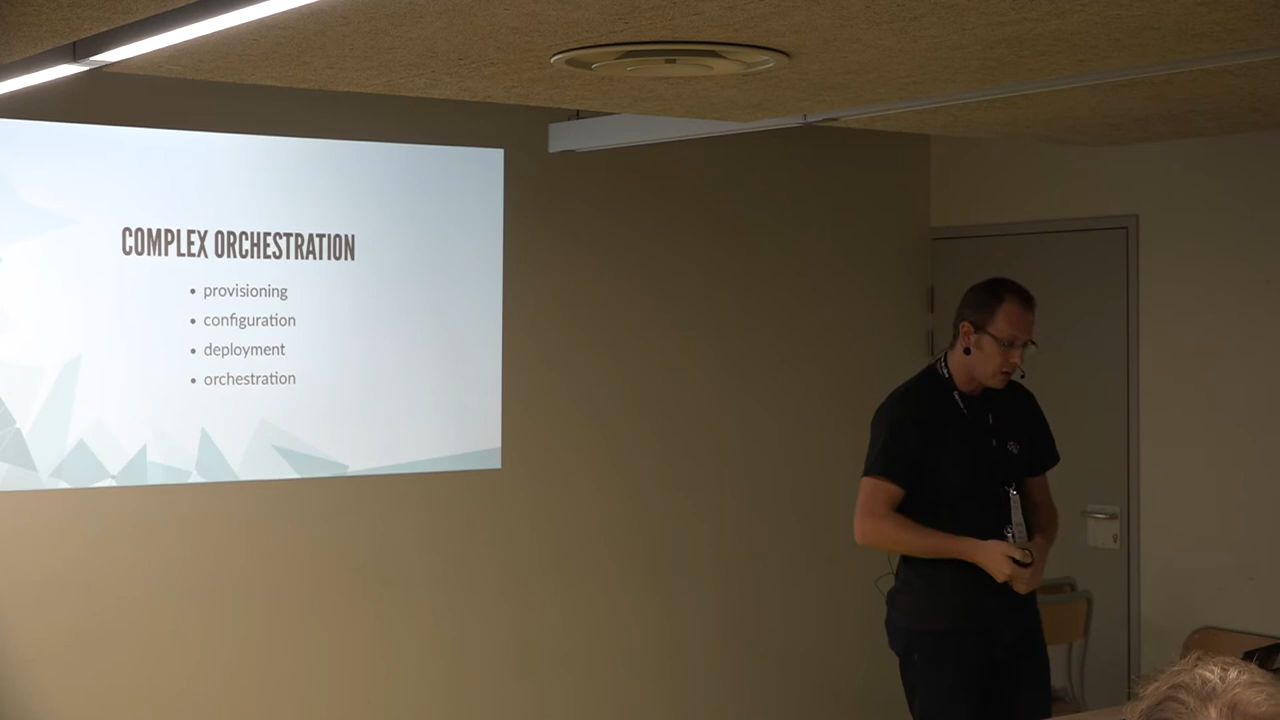 COMPLEX ORCHESTRATION
provisioning
configuration
deployment
orchestration